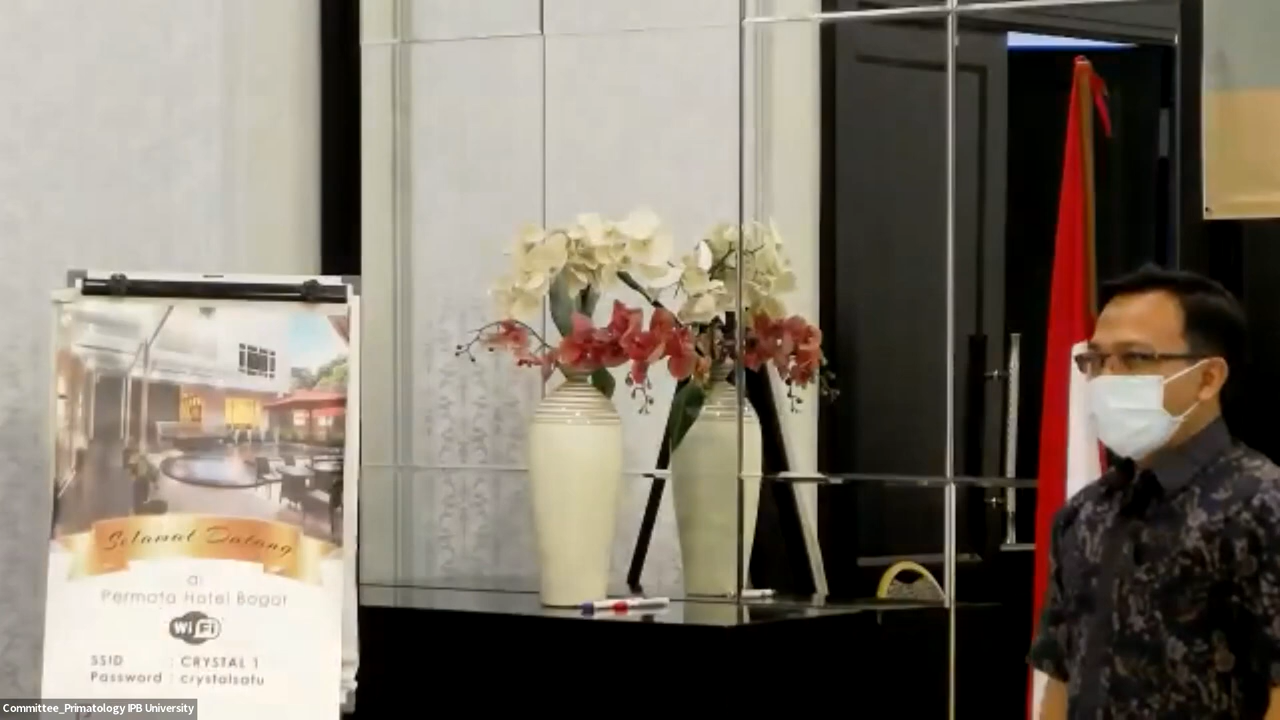 Selamat Datang
di
Permata Hotel Bogor
WiFi
SSID : CRYSTAL 1
Password : crystalsatu
Committee_Primatology IPB University